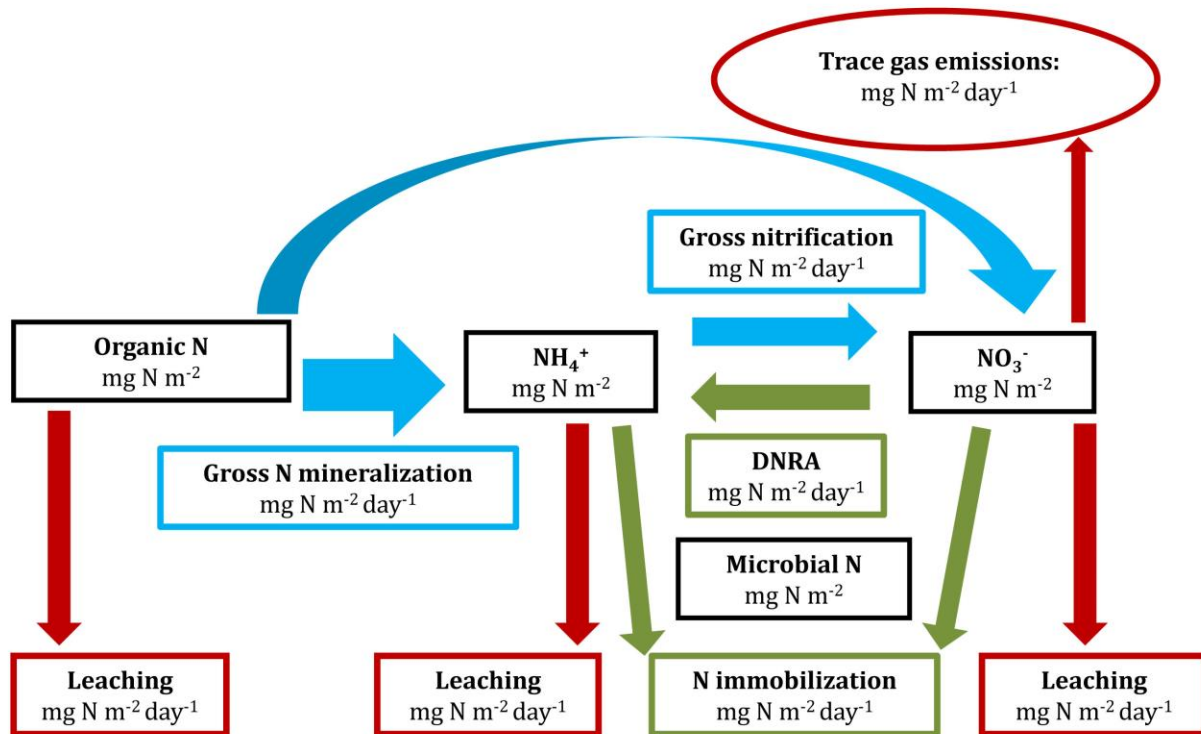 Trace gas emissions:
mg N m⁻² day⁻¹
Gross nitrification
mg N m⁻² day⁻¹
Organic N
mg N m⁻²
NH₄⁺
mg N m⁻²
NO₃⁻
mg N m⁻²
Gross N mineralization
mg N m⁻² day⁻¹
DNRA
mg N m⁻² day⁻¹
Microbial N
mg N m⁻²
Leaching
mg N m⁻² day⁻¹
Leaching
mg N m⁻² day⁻¹
N immobilization
mg N m⁻² day⁻¹
Leaching
mg N m⁻² day⁻¹